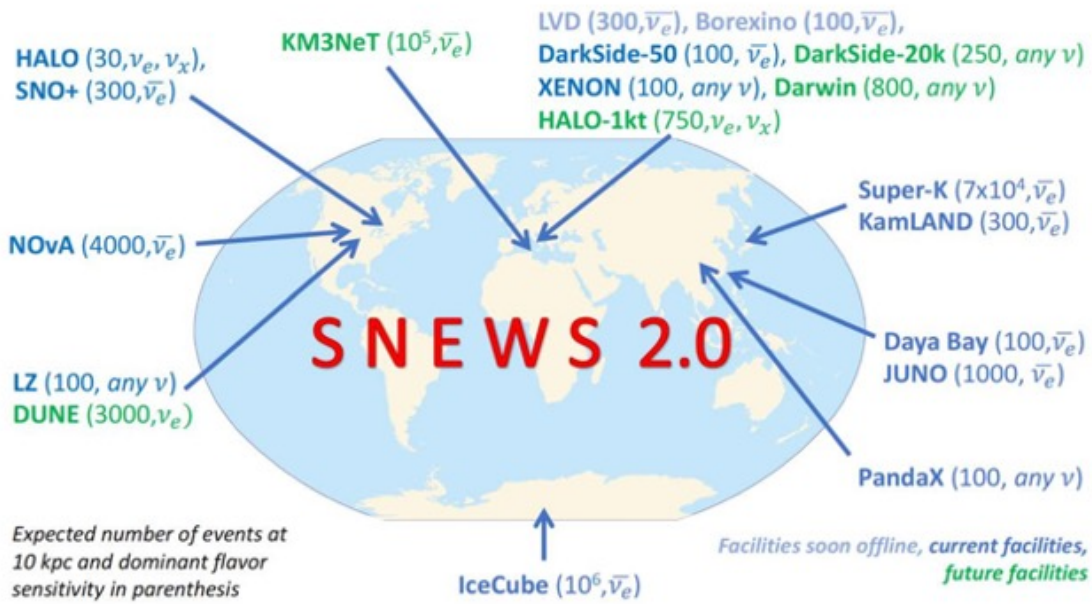 LVD (300,ν̅ₑ), Borexino (100,ν̅ₑ),
DarkSide-50 (100, ν̅ₑ), DarkSide-20k (250, any ν)
XENON (100, any ν), Darwin (800, any ν)
HALO-1kt (750,νₑ, νₓ)
KM3NeT (10⁵,ν̅ₑ)
HALO (30,νₑ, νₓ),
SNO+ (300,ν̅ₑ)
Super-K (7x10⁴,ν̅ₑ)
KamLAND (300,ν̅ₑ)
NOvA (4000,ν̅ₑ)
SNEWS 2.0
Daya Bay (100,ν̅ₑ)
JUNO (1000, ν̅ₑ)
LZ (100, any ν)
DUNE (3000,νₑ)
PandaX (100, any ν)
Expected number of events at
10 kpc and dominant flavor
sensitivity in parenthesis
Facilities soon offline, current facilities,
future facilities
IceCube (10⁶,ν̅ₑ)